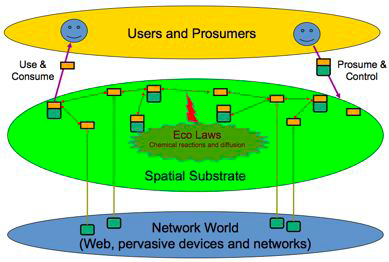 Users and Prosumers
Use &
Consume
Prosume &
Control
Eco Laws
Chemical reactions and diffusion
Spatial Substrate
Network World
(Web, pervasive devices and networks)